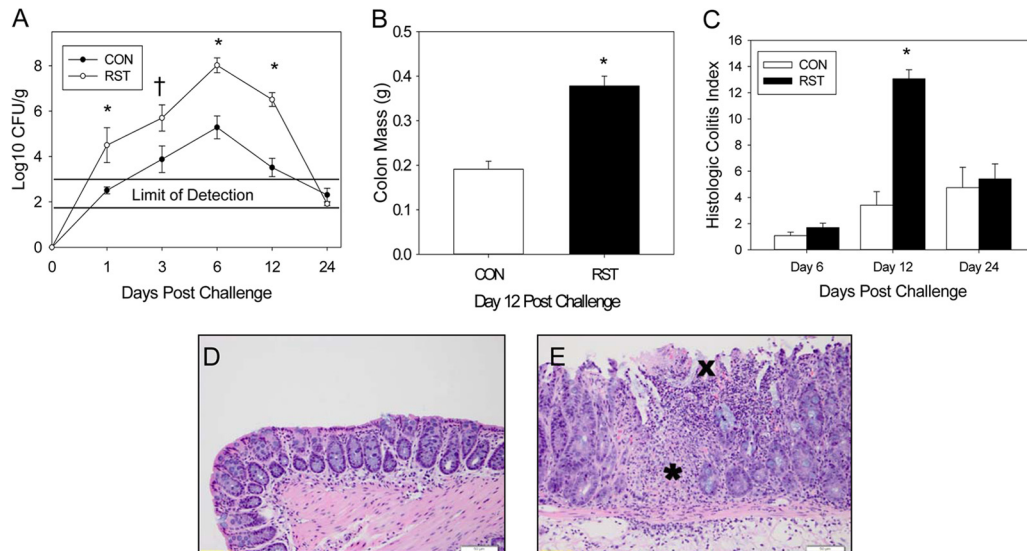 A
CON
RST
*
†
*
*
Limit of Detection
Log10 CFU/g
8
6
4
2
0
0 1 3 6 12 24
Days Post Challenge
B
*
Colon Mass (g)
0.4
0.3
0.2
0.1
0.0
CON RST
Day 12 Post Challenge
C
CON
RST
*
Histologic Colitis Index
16
14
12
10
8
6
4
2
0
Day 6 Day 12 Day 24
Days Post Challenge
D
E
x
*